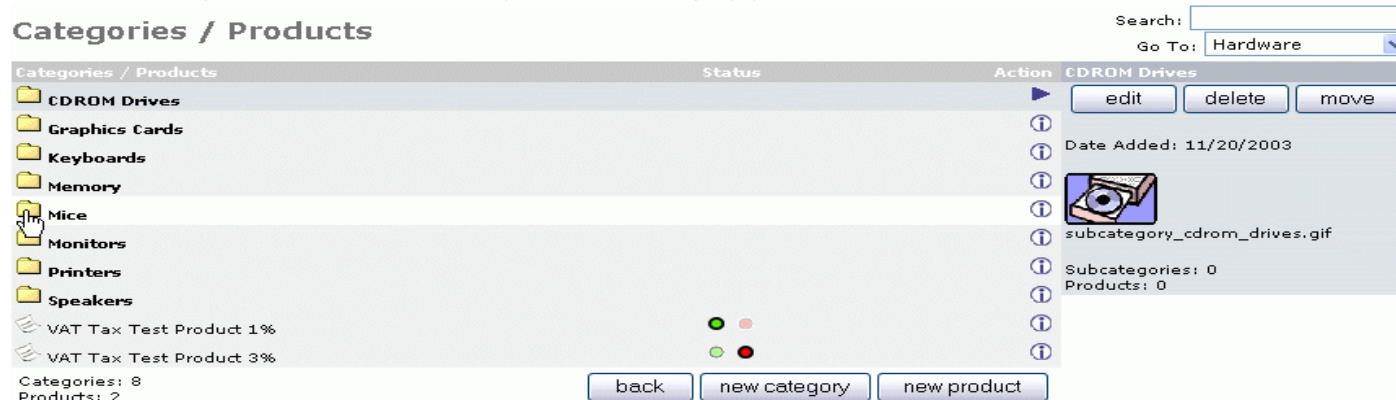 Categories / Products
Search:
Go To: Hardware
Categories / Products Status Action
CDROM Drives
Graphics Cards
Keyboards
Memory
Mice
Monitors
Printers
Speakers
VAT Tax Test Product 1%
VAT Tax Test Product 3%
Categories: 8
Products: 2
back new category new product
CDROM Drives
edit delete move
Date Added: 11/20/2003
subcategory_cdrom_drives.gif
Subcategories: 0
Products: 0